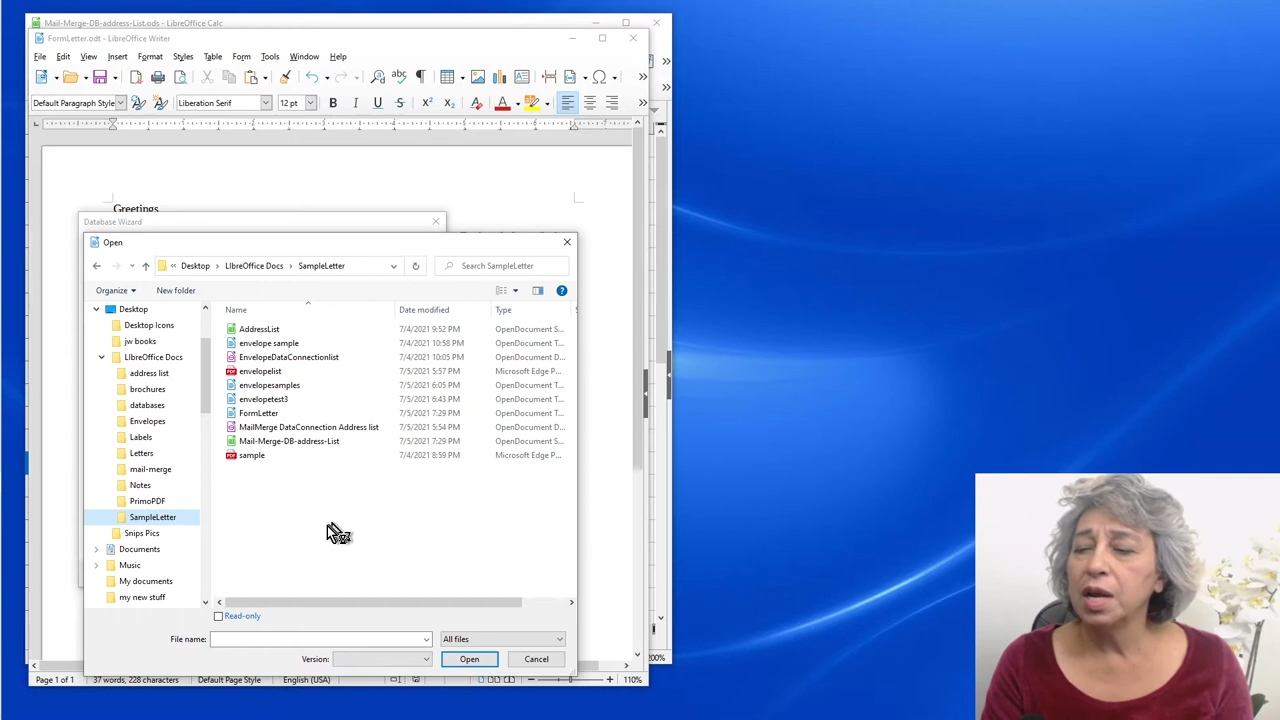 Mail-Merge-DB-address-List.ods - LibreOffice Calc
FormLetter.odt - LibreOffice Writer
File Edit View Insert Format Styles Table Form Tools Window Help
Default Paragraph Style Liberation Serif 12 pt
Greetings
Database Wizard
Open
« Desktop › LIbreOffice Docs › SampleLetter
Search SampleLetter
Organize New folder
Name Date modified Type
Desktop
Desktop Icons
jw books
LIbreOffice Docs
address list
brochures
databases
Envelopes
Labels
Letters
mail-merge
Notes
PrimoPDF
SampleLetter
Snips Pics
Documents
Music
My documents
my new stuff
AddressList 7/4/2021 9:52 PM OpenDocument S...
envelope sample 7/4/2021 10:58 PM OpenDocument T...
EnvelopeDataConnectionlist 7/4/2021 10:05 PM OpenDocument D...
envelopelist 7/5/2021 5:57 PM Microsoft Edge P...
envelopesamples 7/5/2021 6:05 PM OpenDocument T...
envelopetest3 7/5/2021 6:43 PM OpenDocument T...
FormLetter 7/5/2021 7:29 PM OpenDocument T...
MailMerge DataConnection Address list 7/5/2021 5:54 PM OpenDocument D...
Mail-Merge-DB-address-List 7/5/2021 7:29 PM OpenDocument S...
sample 7/4/2021 8:59 PM Microsoft Edge P...
Read-only
File name: All files
Version: Open Cancel
200%
Page 1 of 1 37 words, 228 characters Default Page Style English (USA) 110%